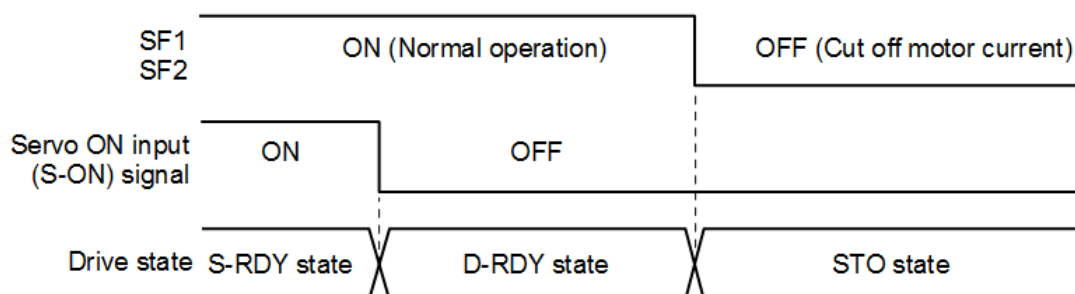 SF1
SF2
ON (Normal operation)
OFF (Cut off motor current)
Servo ON input
(S-ON) signal
ON
OFF
Drive state
S-RDY state
D-RDY state
STO state